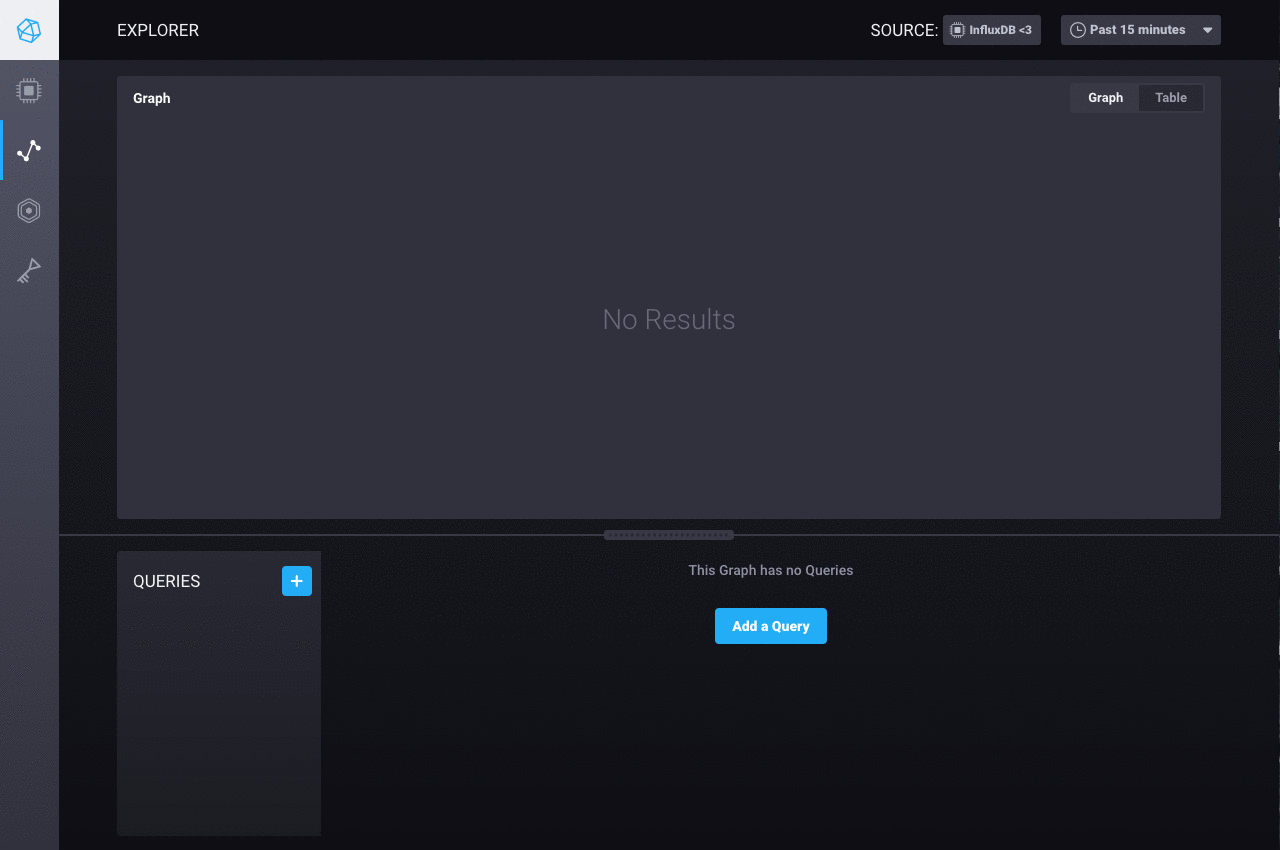 EXPLORER
SOURCE: InfluxDB <3 Past 15 minutes
Graph Graph Table
No Results
QUERIES
This Graph has no Queries
Add a Query